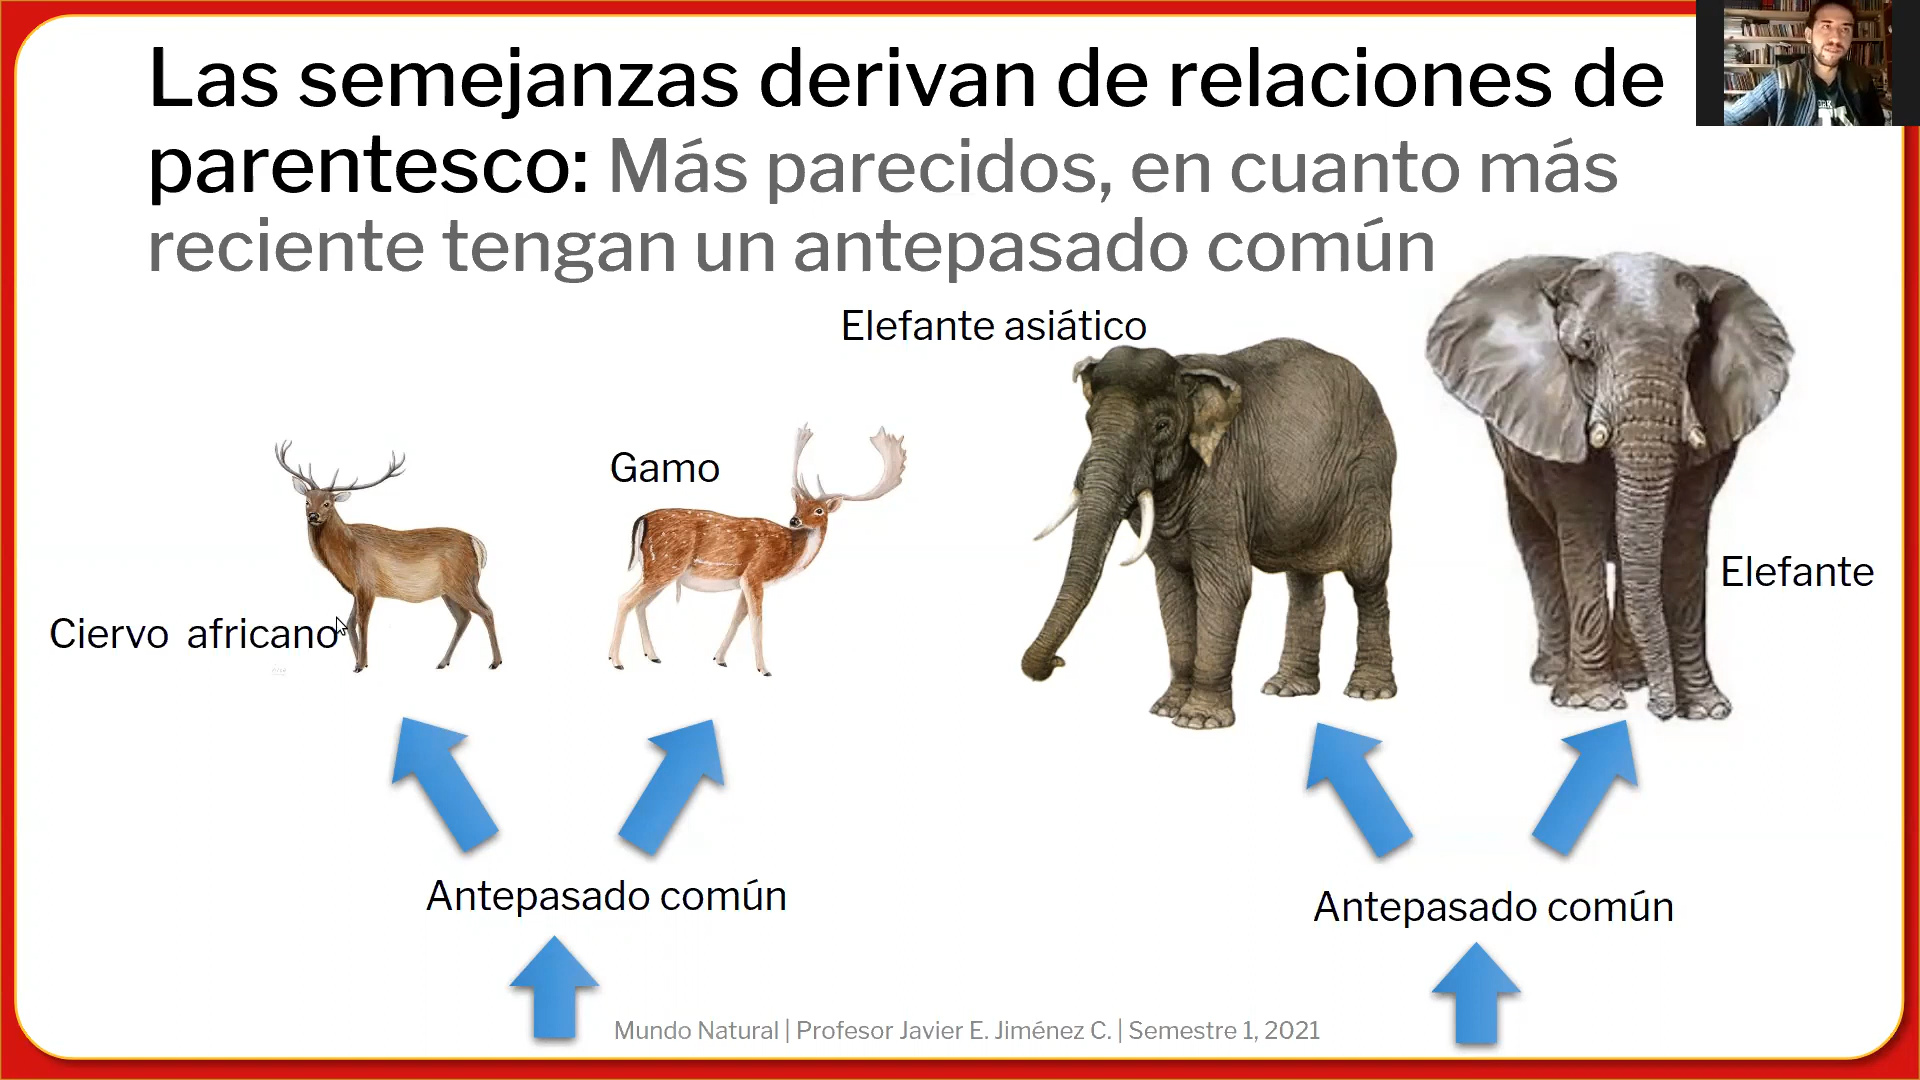 Las semejanzas derivan de relaciones de
parentesco: Más parecidos, en cuanto más
reciente tengan un antepasado común
Elefante asiático
Gamo
Elefante
Ciervo africano
Antepasado común
Antepasado común
Mundo Natural | Profesor Javier E. Jiménez C. | Semestre 1, 2021